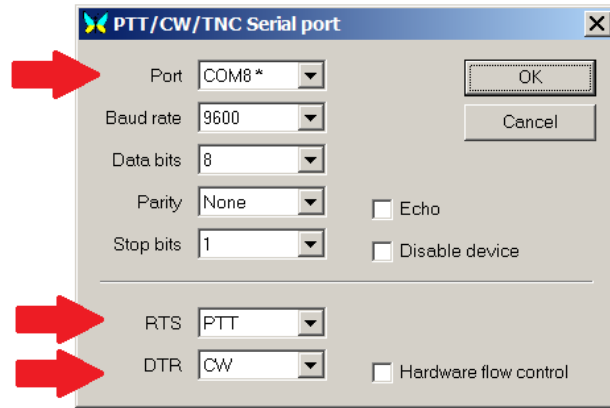 PTT/CW/TNC Serial port
Port COM8 * OK
Baud rate 9600 Cancel
Data bits 8
Parity None Echo
Stop bits 1 Disable device
RTS PTT
DTR CW Hardware flow control